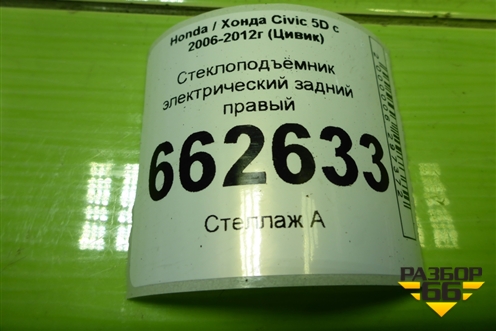 Honda / Хонда Civic 5D с
2006-2012г (Цивик)
Стеклоподъёмник
электрический задний
правый
662633
Стеллаж А
РАЗБОР
66